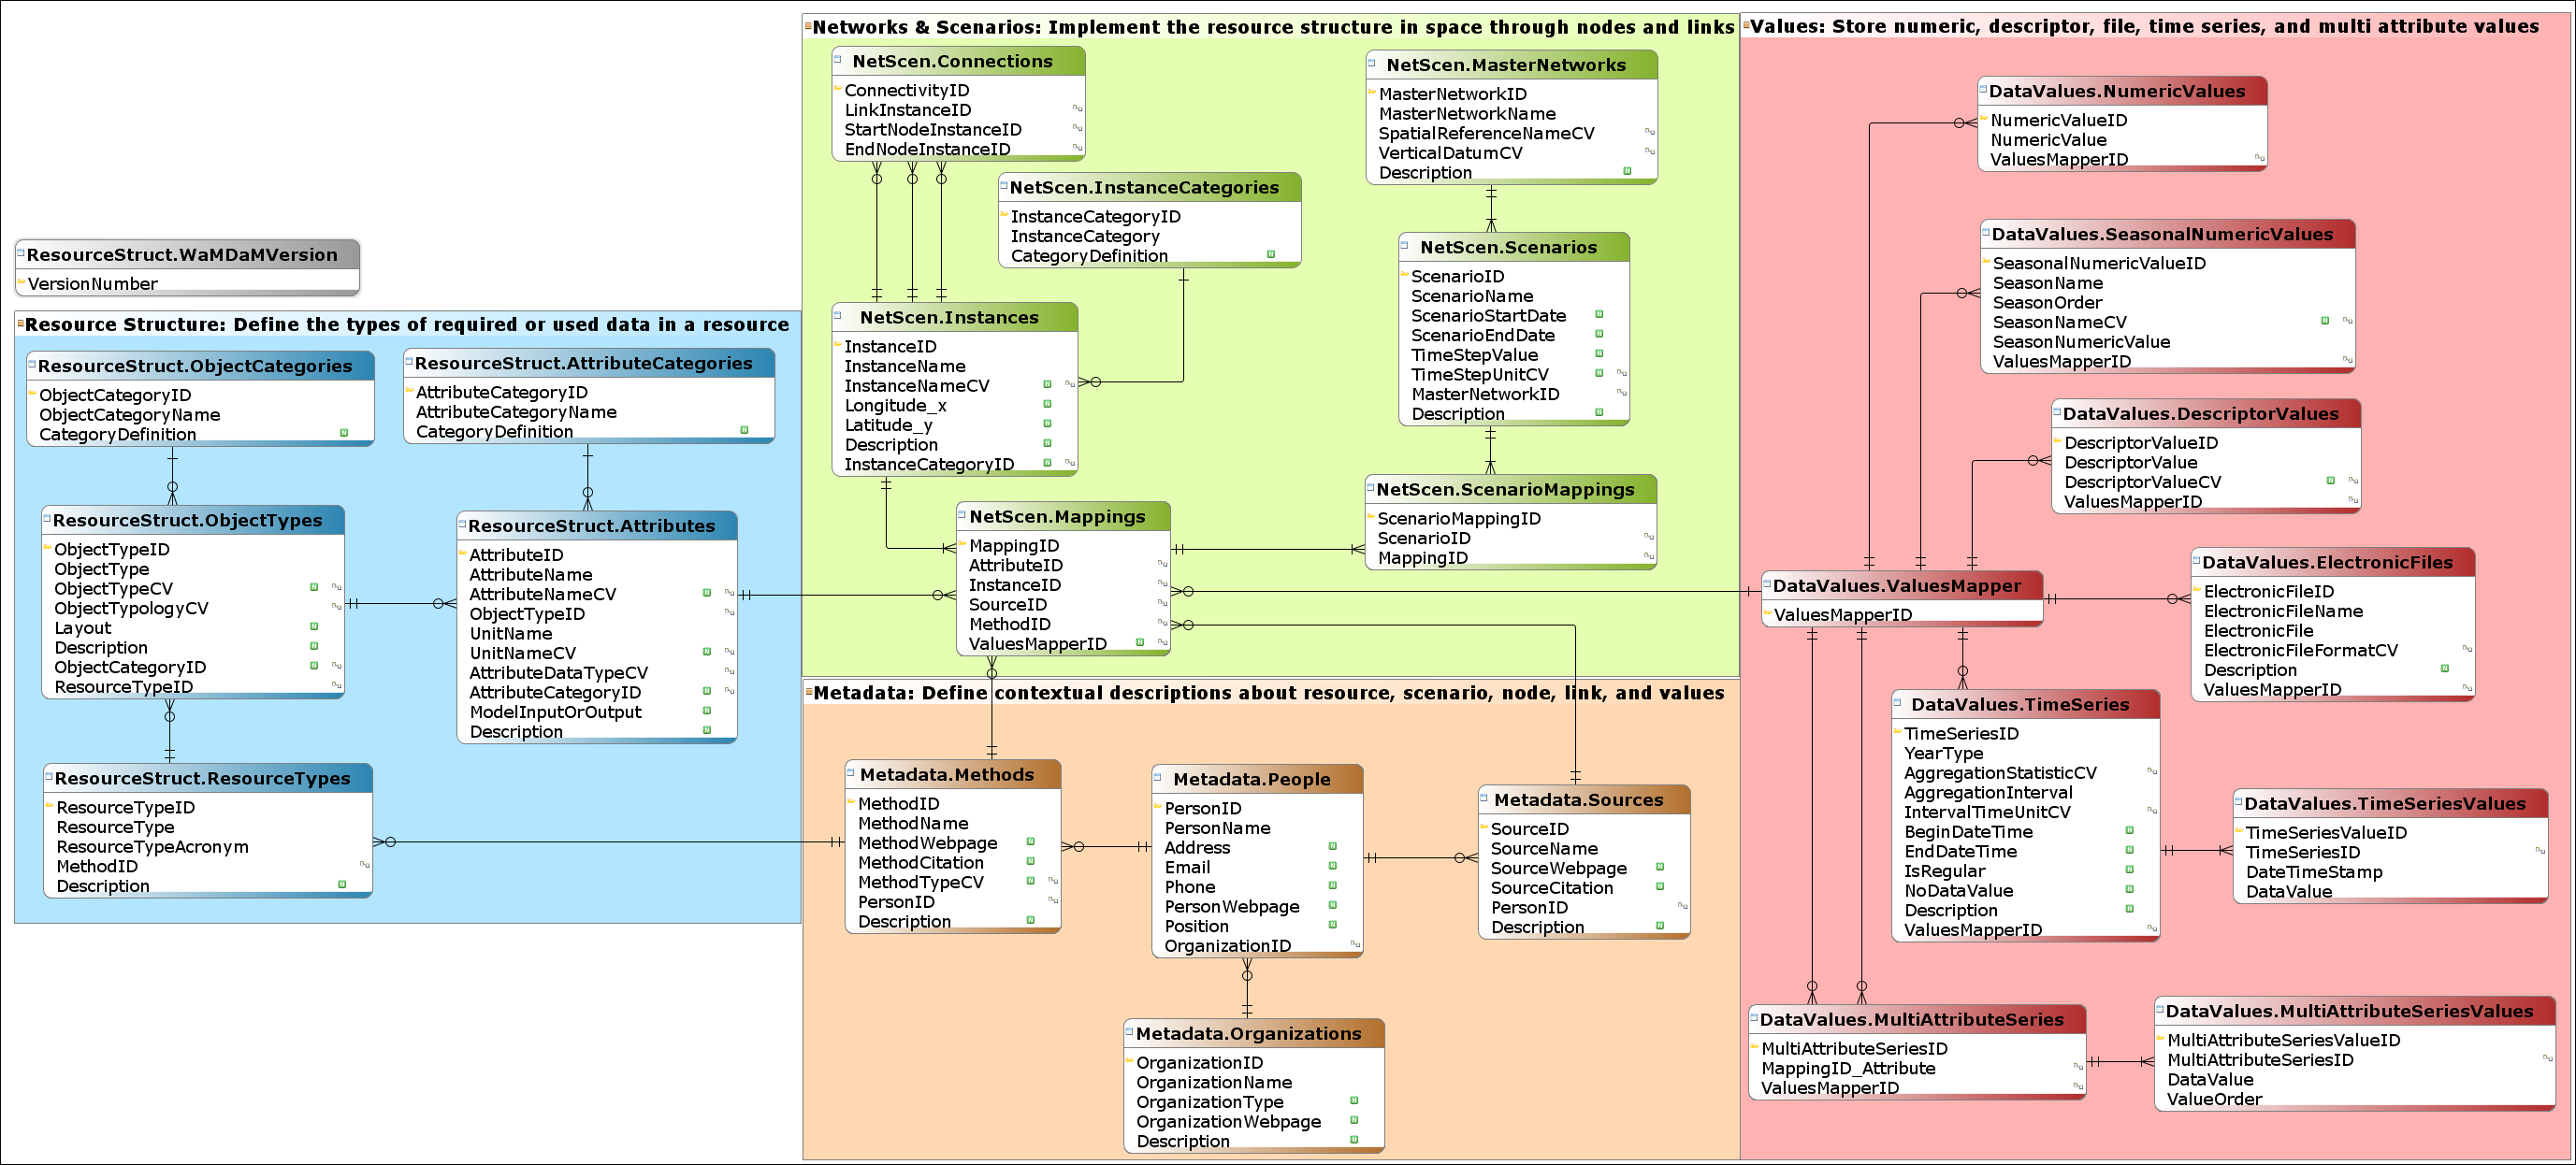 ResourceStruct.WaMDaMVersion
VersionNumber
Resource Structure: Define the types of required or used data in a resource
ResourceStruct.ObjectCategories
ObjectCategoryID
ObjectCategoryName
CategoryDefinition
ResourceStruct.AttributeCategories
AttributeCategoryID
AttributeCategoryName
CategoryDefinition
ResourceStruct.ObjectTypes
ObjectTypeID
ObjectType
ObjectTypeCV
ObjectTypologyCV
Layout
Description
ObjectCategoryID
ResourceTypeID
ResourceStruct.Attributes
AttributeID
AttributeName
AttributeNameCV
ObjectTypeID
UnitName
UnitNameCV
AttributeDataTypeCV
AttributeCategoryID
ModelInputOrOutput
Description
ResourceStruct.ResourceTypes
ResourceTypeID
ResourceType
ResourceTypeAcronym
MethodID
Description
Networks & Scenarios: Implement the resource structure in space through nodes and links
NetScen.Connections
ConnectivityID
LinkInstanceID
StartNodeInstanceID
EndNodeInstanceID
NetScen.MasterNetworks
MasterNetworkID
MasterNetworkName
SpatialReferenceNameCV
VerticalDatumCV
Description
NetScen.InstanceCategories
InstanceCategoryID
InstanceCategory
CategoryDefinition
NetScen.Scenarios
ScenarioID
ScenarioName
ScenarioStartDate
ScenarioEndDate
TimeStepValue
TimeStepUnitCV
MasterNetworkID
Description
NetScen.Instances
InstanceID
InstanceName
InstanceNameCV
Longitude_x
Latitude_y
Description
InstanceCategoryID
NetScen.Mappings
MappingID
AttributeID
InstanceID
SourceID
MethodID
ValuesMapperID
NetScen.ScenarioMappings
ScenarioMappingID
ScenarioID
MappingID
Metadata: Define contextual descriptions about resource, scenario, node, link, and values
Metadata.Methods
MethodID
MethodName
MethodWebpage
MethodCitation
MethodTypeCV
PersonID
Description
Metadata.People
PersonID
PersonName
Address
Email
Phone
PersonWebpage
Position
OrganizationID
Metadata.Sources
SourceID
SourceName
SourceWebpage
SourceCitation
PersonID
Description
Metadata.Organizations
OrganizationID
OrganizationName
OrganizationType
OrganizationWebpage
Description
Values: Store numeric, descriptor, file, time series, and multi attribute values
DataValues.NumericValues
NumericValueID
NumericValue
ValuesMapperID
DataValues.SeasonalNumericValues
SeasonalNumericValueID
SeasonName
SeasonOrder
SeasonNameCV
SeasonNumericValue
ValuesMapperID
DataValues.DescriptorValues
DescriptorValueID
DescriptorValue
DescriptorValueCV
ValuesMapperID
DataValues.ValuesMapper
ValuesMapperID
DataValues.ElectronicFiles
ElectronicFileID
ElectronicFileName
ElectronicFile
ElectronicFileFormatCV
Description
ValuesMapperID
DataValues.TimeSeries
TimeSeriesID
YearType
AggregationStatisticCV
AggregationInterval
IntervalTimeUnitCV
BeginDateTime
EndDateTime
IsRegular
NoDataValue
Description
ValuesMapperID
DataValues.TimeSeriesValues
TimeSeriesValueID
TimeSeriesID
DateTimeStamp
DataValue
DataValues.MultiAttributeSeries
MultiAttributeSeriesID
MappingID_Attribute
ValuesMapperID
DataValues.MultiAttributeSeriesValues
MultiAttributeSeriesValueID
MultiAttributeSeriesID
DataValue
ValueOrder